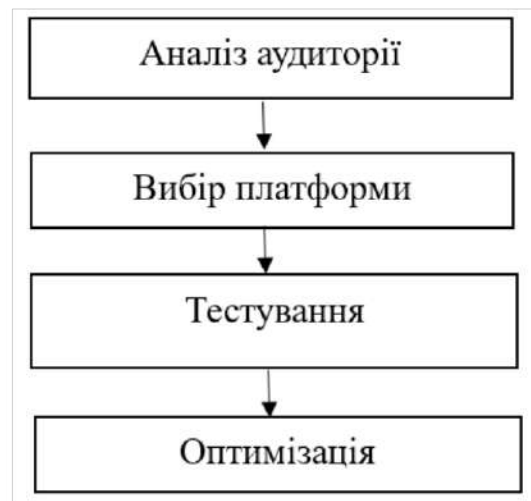 Аналіз аудиторії
Вибір платформи
Тестування
Оптимізація